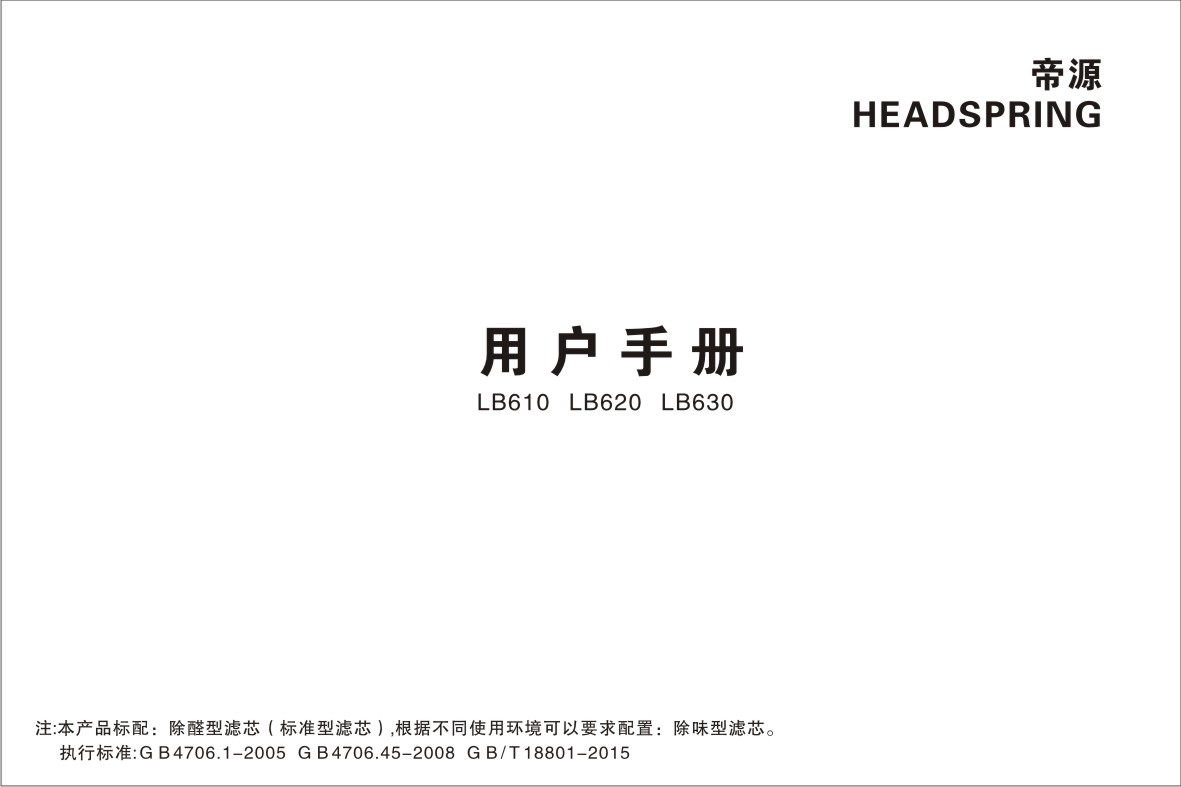 帝源
HEADSPRING
用户手册
LB610 LB620 LB630
注:本产品标配：除醛型滤芯（标准型滤芯）,根据不同使用环境可以要求配置：除味型滤芯。
执行标准:GB4706.1-2005 GB4706.45-2008 GB/T18801-2015